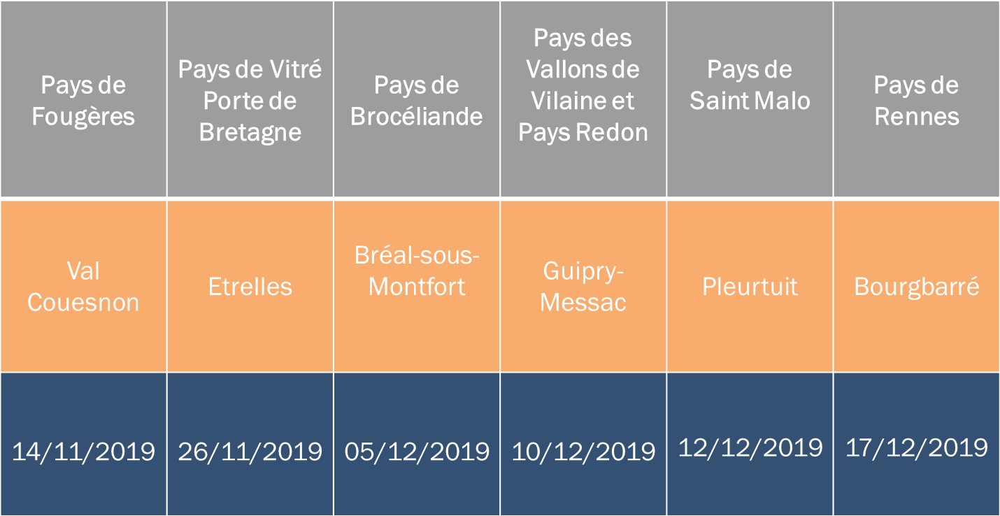 Pays de
Fougères
Pays de Vitré
Porte de
Bretagne
Pays de
Brocéliande
Pays des
Vallons de
Vilaine et
Pays Redon
Pays de
Saint Malo
Pays de
Rennes
Val
Couesnon
Etrelles
Bréal-sous-
Montfort
Guipry-
Messac
Pleurtuit
Bourgbarré
14/11/2019
26/11/2019
05/12/2019
10/12/2019
12/12/2019
17/12/2019